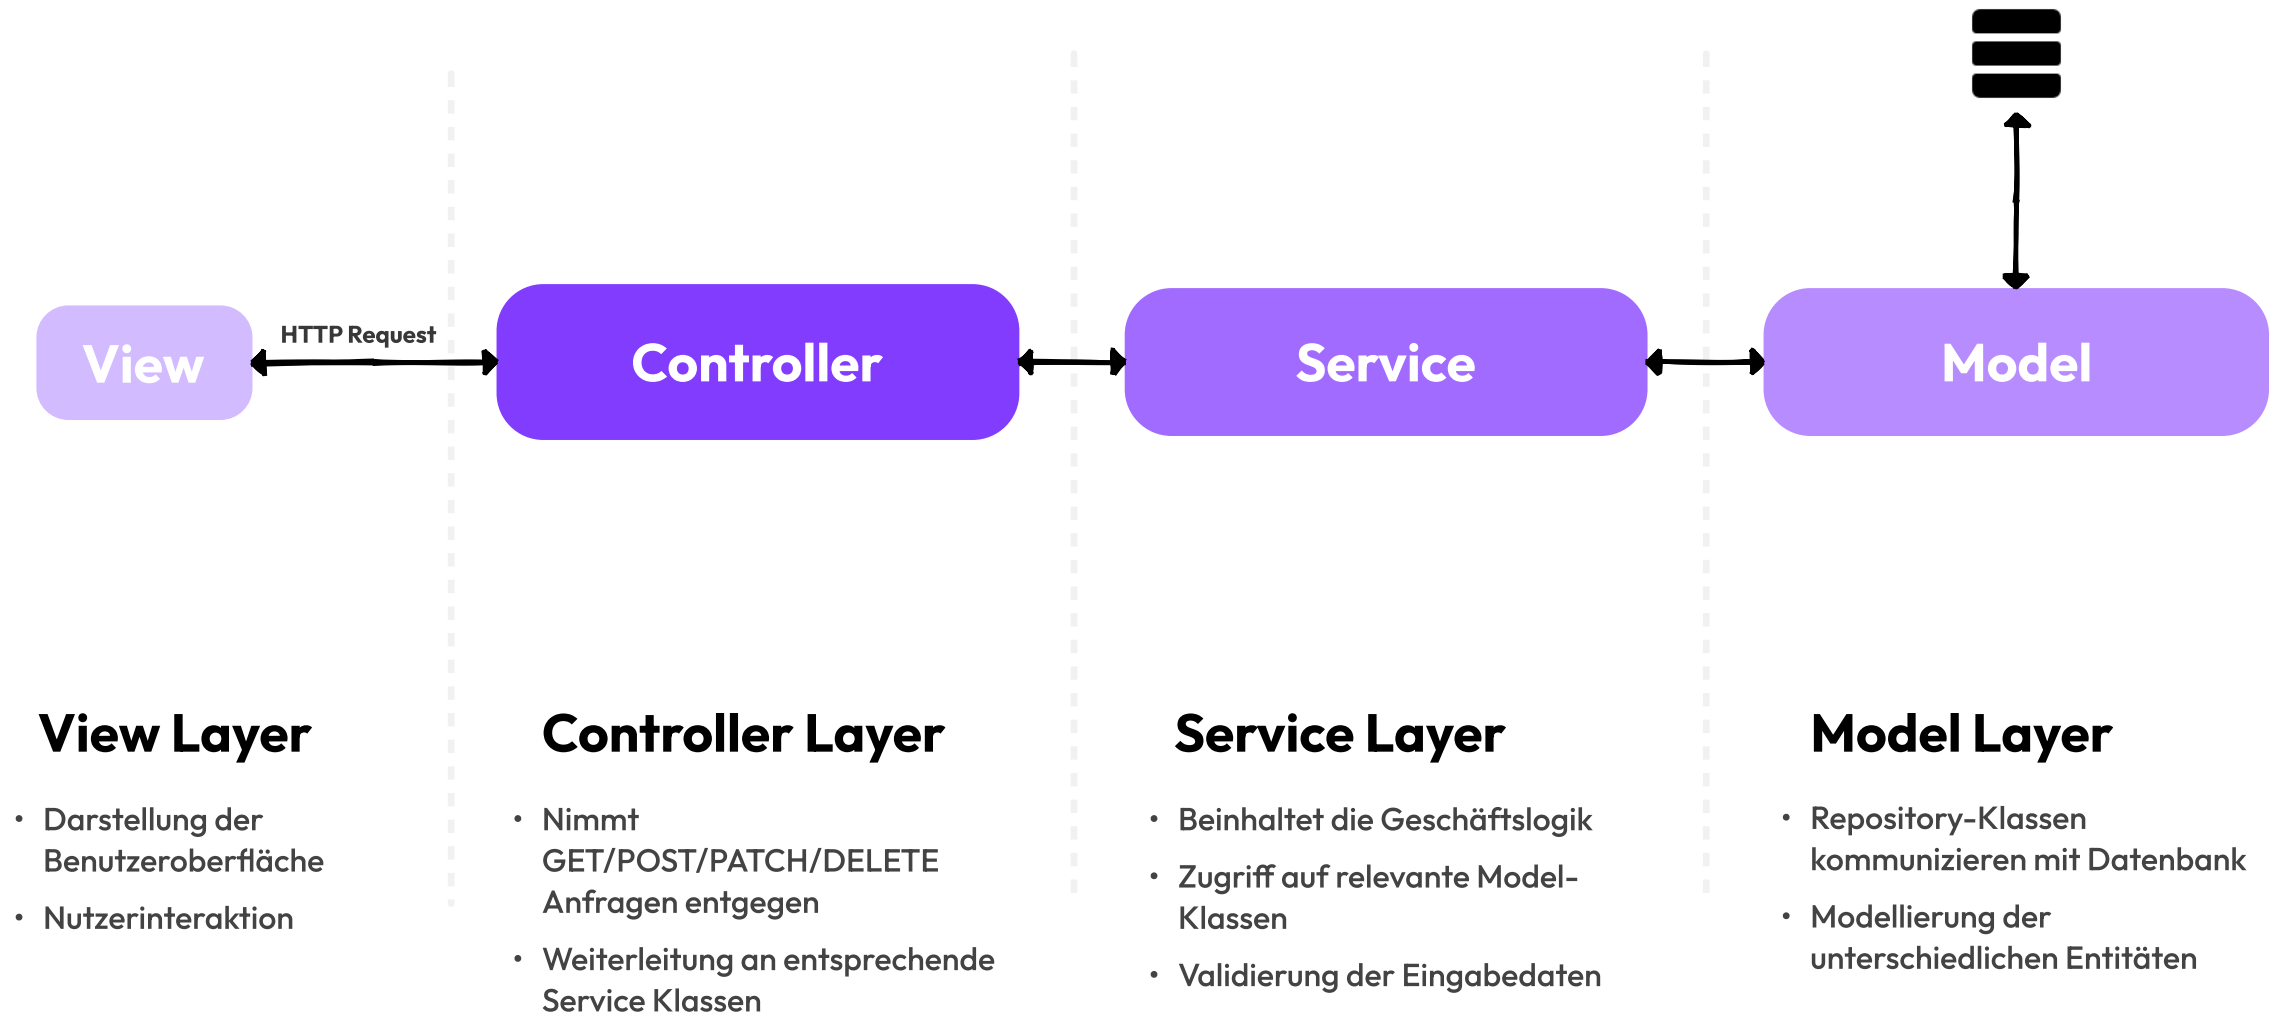 HTTP Request
View
Controller
Service
Model
View Layer
• Darstellung der
Benutzeroberfläche
• Nutzerinteraktion
Controller Layer
• Nimmt
GET/POST/PATCH/DELETE
Anfragen entgegen
• Weiterleitung an entsprechende
Service Klassen
Service Layer
• Beinhaltet die Geschäftslogik
• Zugriff auf relevante Model-
Klassen
• Validierung der Eingabedaten
Model Layer
• Repository-Klassen
kommunizieren mit Datenbank
• Modellierung der
unterschiedlichen Entitäten